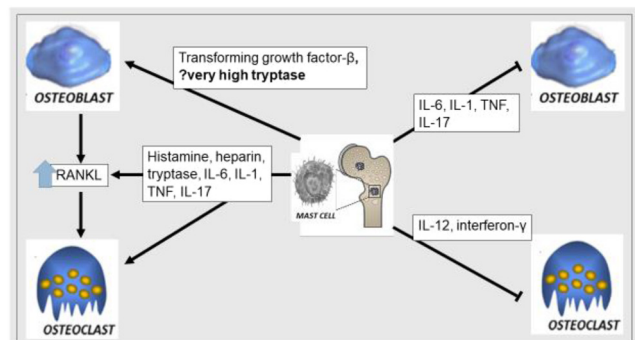 Transforming growth factor-β,
?very high tryptase
OSTEOBLAST
OSTEOBLAST
IL-6, IL-1, TNF,
IL-17
Histamine, heparin,
tryptase, IL-6, IL-1,
TNF, IL-17
RANKL
MAST CELL
IL-12, interferon-γ
OSTEOCLAST
OSTEOCLAST